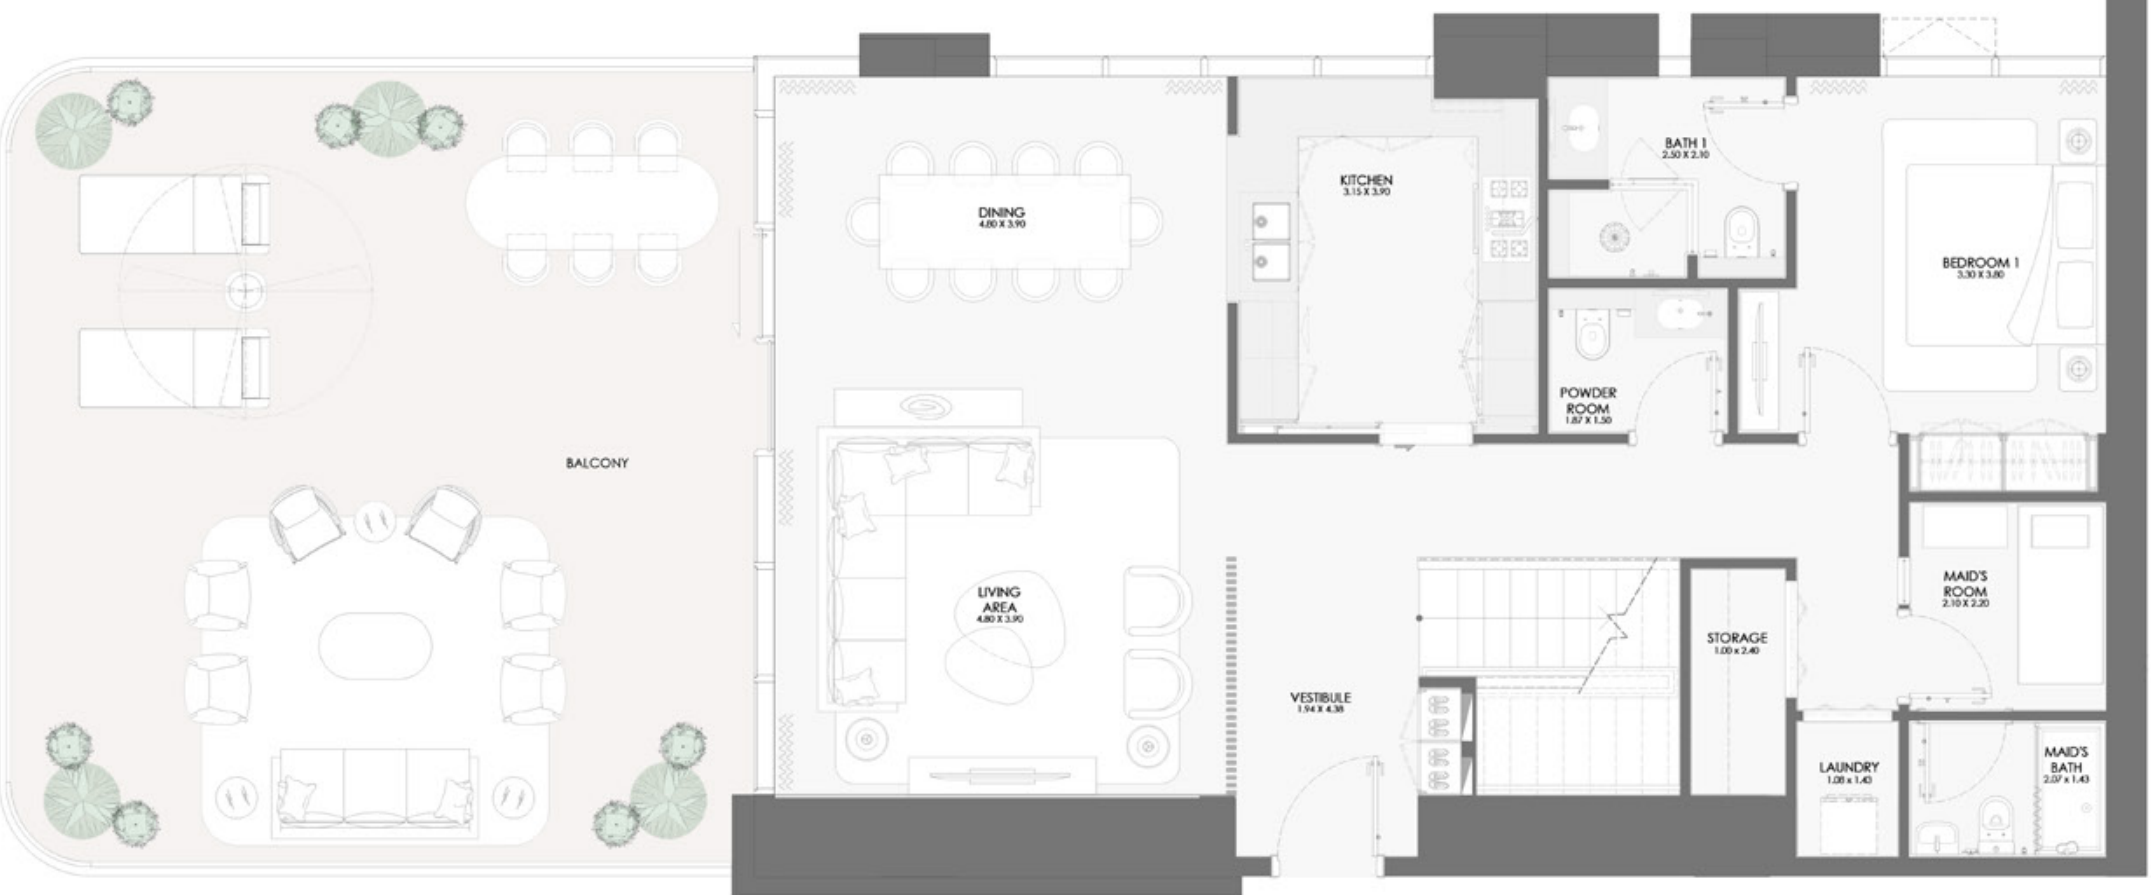 BATH 1
2.50 X 2.10
KITCHEN
3.15 X 3.90
DINING
4.80 X 3.90
BEDROOM 1
3.30 X 3.80
POWDER
ROOM
1.87 X 1.50
BALCONY
LIVING
AREA
4.80 X 3.90
MAID'S
ROOM
2.10 X 2.20
STORAGE
1.00 x 2.40
VESTIBULE
1.94 X 4.38
LAUNDRY
1.08 x 1.43
MAID'S
BATH
2.07 x 1.43